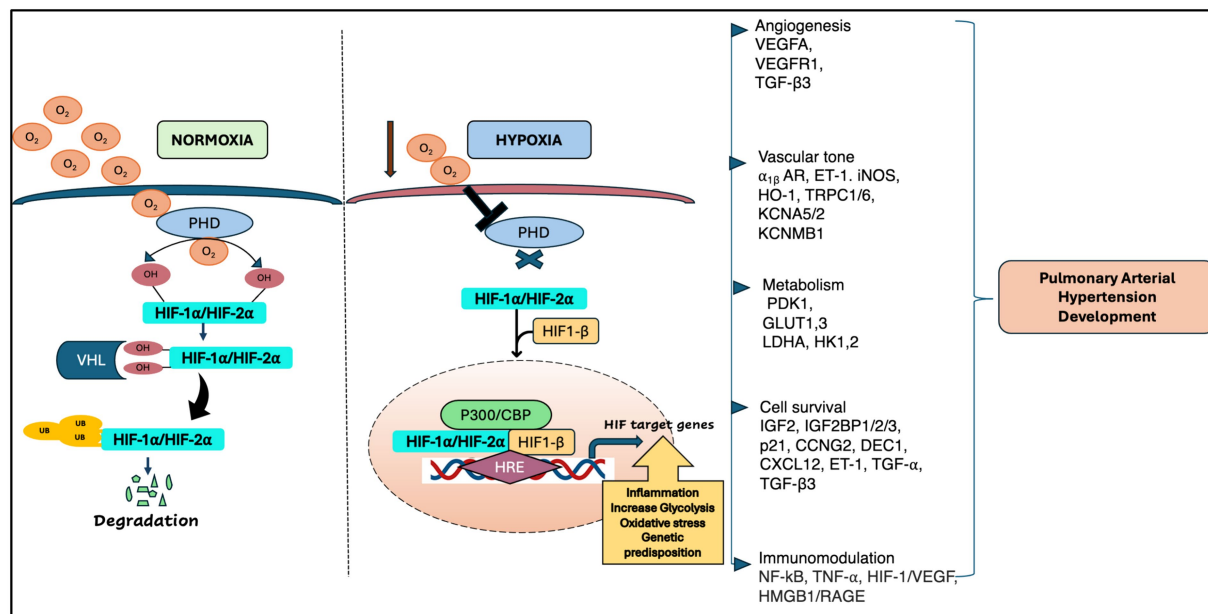 O2
O2
O2
O2
O2
NORMOXIA
O2
PHD
O2
OH
OH
HIF-1α/HIF-2α
VHL
OH
OH
HIF-1α/HIF-2α
UB
UB
UB
HIF-1α/HIF-2α
Degradation
O2
O2
HYPOXIA
PHD
HIF-1α/HIF-2α
HIF1-β
P300/CBP
HIF-1α/HIF-2α
HIF1-β
HRE
HIF target genes
Inflammation
Increase Glycolysis
Oxidative stress
Genetic
predisposition
Angiogenesis
VEGFA,
VEGFR1,
TGF-β3
Vascular tone
α1β AR, ET-1. iNOS,
HO-1, TRPC1/6,
KCNA5/2
KCNMB1
Metabolism
PDK1,
GLUT1,3
LDHA, HK1,2
Cell survival
IGF2, IGF2BP1/2/3,
p21, CCNG2, DEC1,
CXCL12, ET-1, TGF-α,
TGF-β3
Immunomodulation
NF-kB, TNF-α, HIF-1/VEGF,
HMGB1/RAGE
Pulmonary Arterial
Hypertension
Development